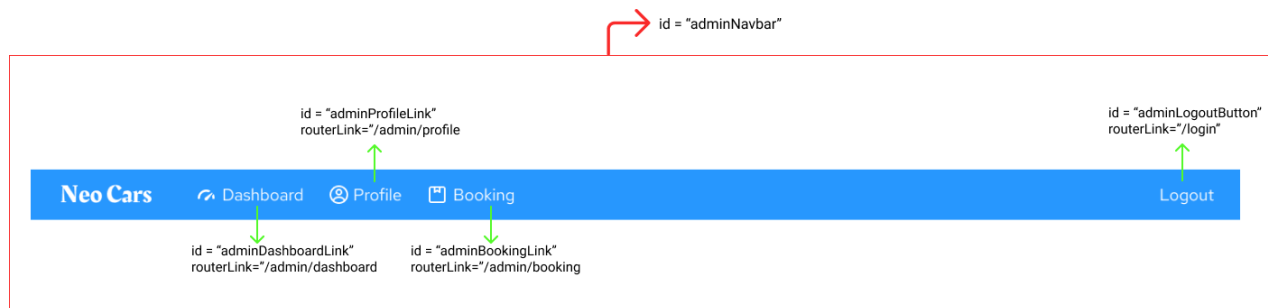 id = “adminNavbar”
id = “adminProfileLink”
routerLink=“/admin/profile
id = “adminLogoutButton”
routerLink=“/login”
Neo Cars Dashboard Profile Booking Logout
id = “adminDashboardLink”
routerLink=“/admin/dashboard
id = “adminBookingLink”
routerLink=“/admin/booking